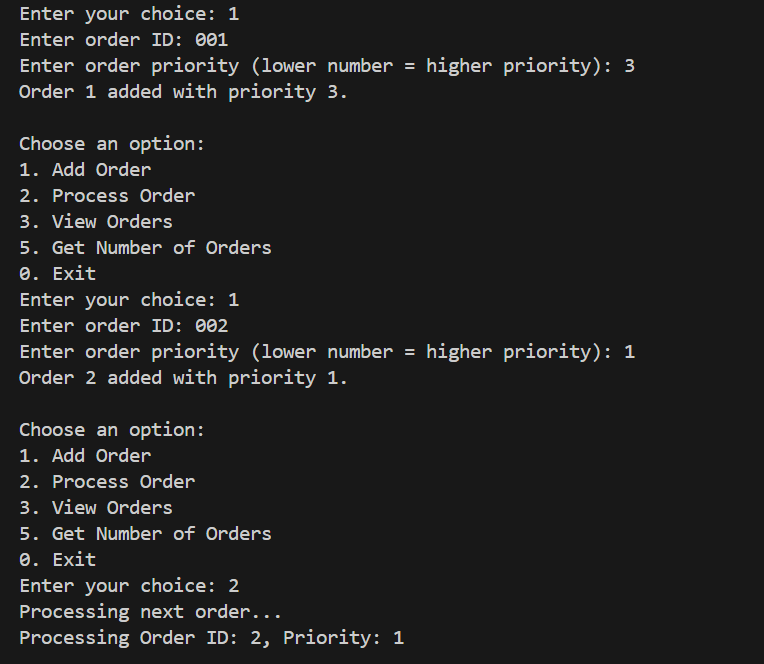 Enter your choice: 1
Enter order ID: 001
Enter order priority (lower number = higher priority): 3
Order 1 added with priority 3.
Choose an option:
1. Add Order
2. Process Order
3. View Orders
5. Get Number of Orders
0. Exit
Enter your choice: 1
Enter order ID: 002
Enter order priority (lower number = higher priority): 1
Order 2 added with priority 1.
Choose an option:
1. Add Order
2. Process Order
3. View Orders
5. Get Number of Orders
0. Exit
Enter your choice: 2
Processing next order...
Processing Order ID: 2, Priority: 1